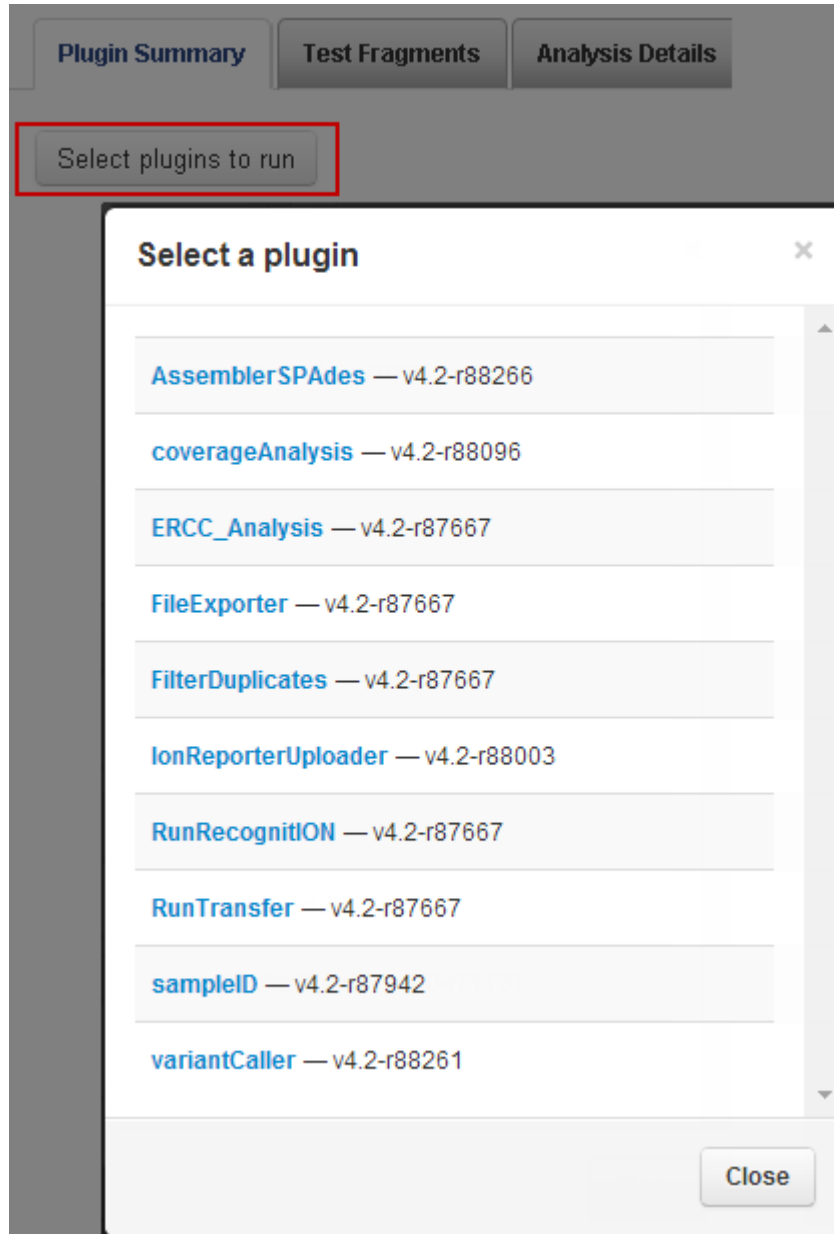 Plugin Summary Test Fragments Analysis Details
Select plugins to run
Select a plugin ×
AssemblerSPAdes — v4.2-r88266
coverageAnalysis — v4.2-r88096
ERCC_Analysis — v4.2-r87667
FileExporter — v4.2-r87667
FilterDuplicates — v4.2-r87667
IonReporterUploader — v4.2-r88003
RunRecognitION — v4.2-r87667
RunTransfer — v4.2-r87667
sampleID — v4.2-r87942
variantCaller — v4.2-r88261
Close